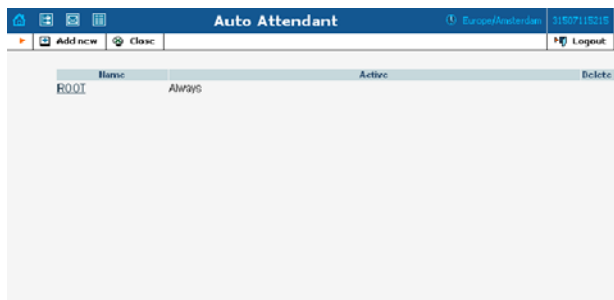 Auto Attendant
Europe/Amsterdam
31507115215
Add new
Close
Logout
Name Active Delete
ROOT Always